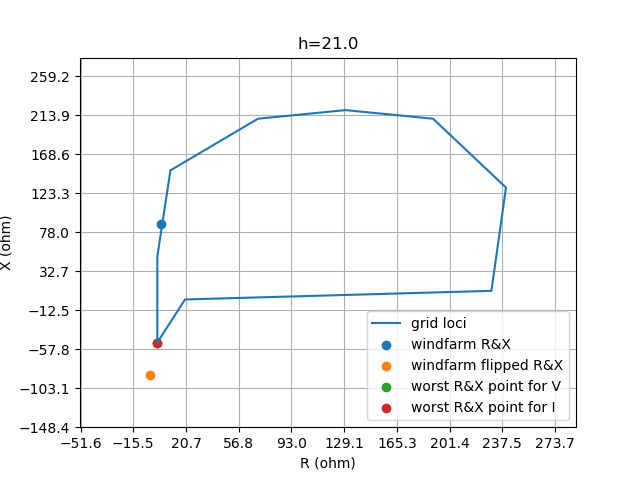 h=21.0
259.2
213.9
168.6
123.3
78.0
32.7
−12.5
−57.8
−103.1
−148.4
X (ohm)
grid loci
windfarm R&X
windfarm flipped R&X
worst R&X point for V
worst R&X point for I
−51.6 −15.5 20.7 56.8 93.0 129.1 165.3 201.4 237.5 273.7
R (ohm)